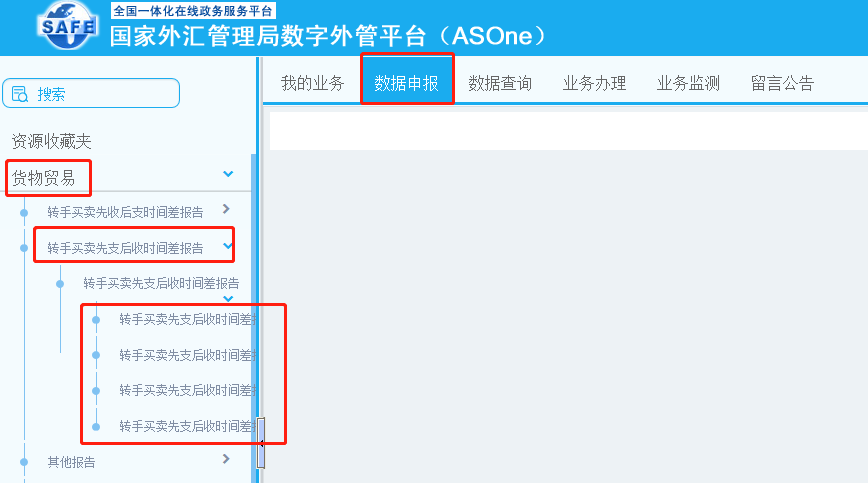 SAFE
全国一体化在线政务服务平台
国家外汇管理局数字外管平台（ASOne）
我的业务 数据申报 数据查询 业务办理 业务监测 留言公告
搜索
资源收藏夹
货物贸易
转手买卖先收后支时间差报告
转手买卖先支后收时间差报告
转手买卖先支后收时间差报告
转手买卖先支后收时间差
转手买卖先支后收时间差
转手买卖先支后收时间差
转手买卖先支后收时间差
其他报告